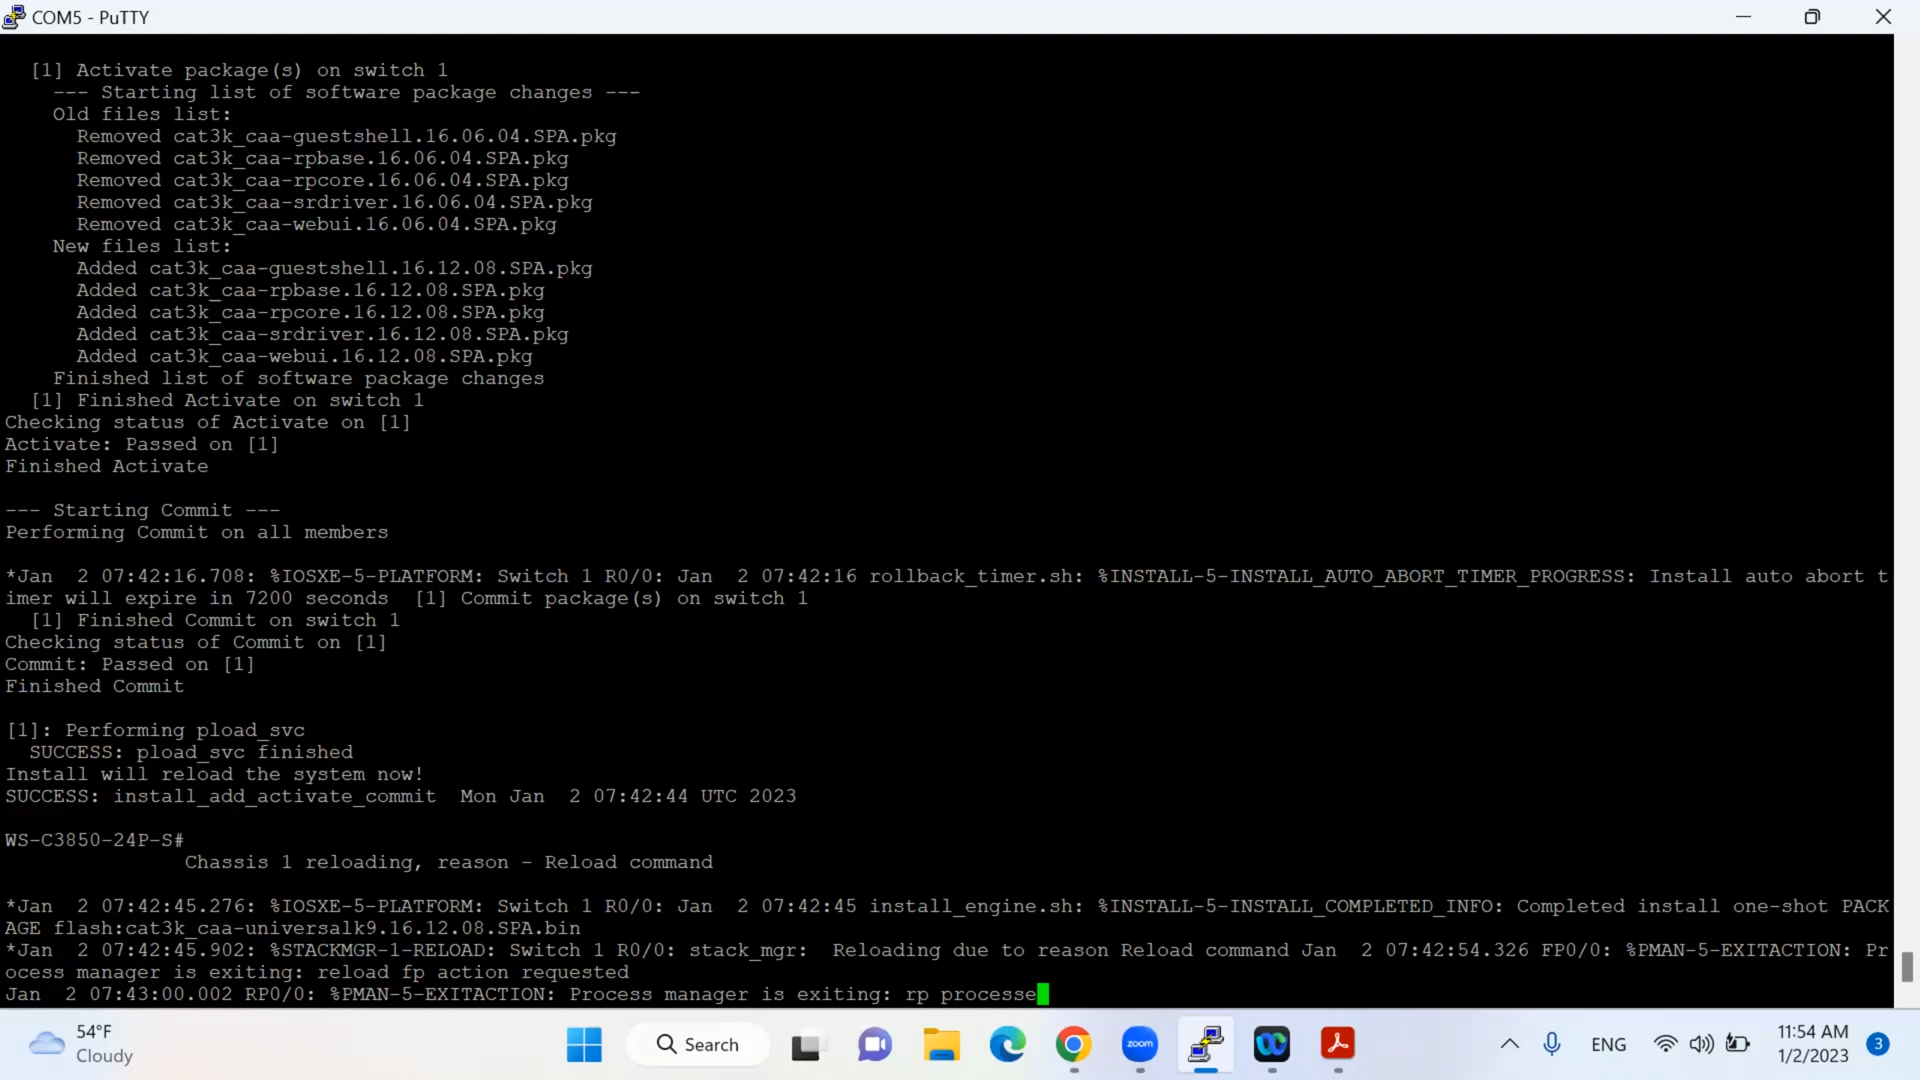 COM5 - PuTTY
[1] Activate package(s) on switch 1
--- Starting list of software package changes ---
Old files list:
Removed cat3k_caa-guestshell.16.06.04.SPA.pkg
Removed cat3k_caa-rpbase.16.06.04.SPA.pkg
Removed cat3k_caa-rpcore.16.06.04.SPA.pkg
Removed cat3k_caa-srdriver.16.06.04.SPA.pkg
Removed cat3k_caa-webui.16.06.04.SPA.pkg
New files list:
Added cat3k_caa-guestshell.16.12.08.SPA.pkg
Added cat3k_caa-rpbase.16.12.08.SPA.pkg
Added cat3k_caa-rpcore.16.12.08.SPA.pkg
Added cat3k_caa-srdriver.16.12.08.SPA.pkg
Added cat3k_caa-webui.16.12.08.SPA.pkg
Finished list of software package changes
[1] Finished Activate on switch 1
Checking status of Activate on [1]
Activate: Passed on [1]
Finished Activate
--- Starting Commit ---
Performing Commit on all members
*Jan  2 07:42:16.708: %IOSXE-5-PLATFORM: Switch 1 R0/0: Jan  2 07:42:16 rollback_timer.sh: %INSTALL-5-INSTALL_AUTO_ABORT_TIMER_PROGRESS: Install auto abort t
imer will expire in 7200 seconds  [1] Commit package(s) on switch 1
[1] Finished Commit on switch 1
Checking status of Commit on [1]
Commit: Passed on [1]
Finished Commit
[1]: Performing pload_svc
SUCCESS: pload_svc finished
Install will reload the system now!
SUCCESS: install_add_activate_commit  Mon Jan  2 07:42:44 UTC 2023
WS-C3850-24P-S#
Chassis 1 reloading, reason - Reload command
*Jan  2 07:42:45.276: %IOSXE-5-PLATFORM: Switch 1 R0/0: Jan  2 07:42:45 install_engine.sh: %INSTALL-5-INSTALL_COMPLETED_INFO: Completed install one-shot PACK
AGE flash:cat3k_caa-universalk9.16.12.08.SPA.bin
*Jan  2 07:42:45.902: %STACKMGR-1-RELOAD: Switch 1 R0/0: stack_mgr:  Reloading due to reason Reload command Jan  2 07:42:54.326 FP0/0: %PMAN-5-EXITACTION: Pr
ocess manager is exiting: reload fp action requested
Jan  2 07:43:00.002 RP0/0: %PMAN-5-EXITACTION: Process manager is exiting: rp processe
54°F
Cloudy
Search
zoom
ENG
11:54 AM
1/2/2023
3